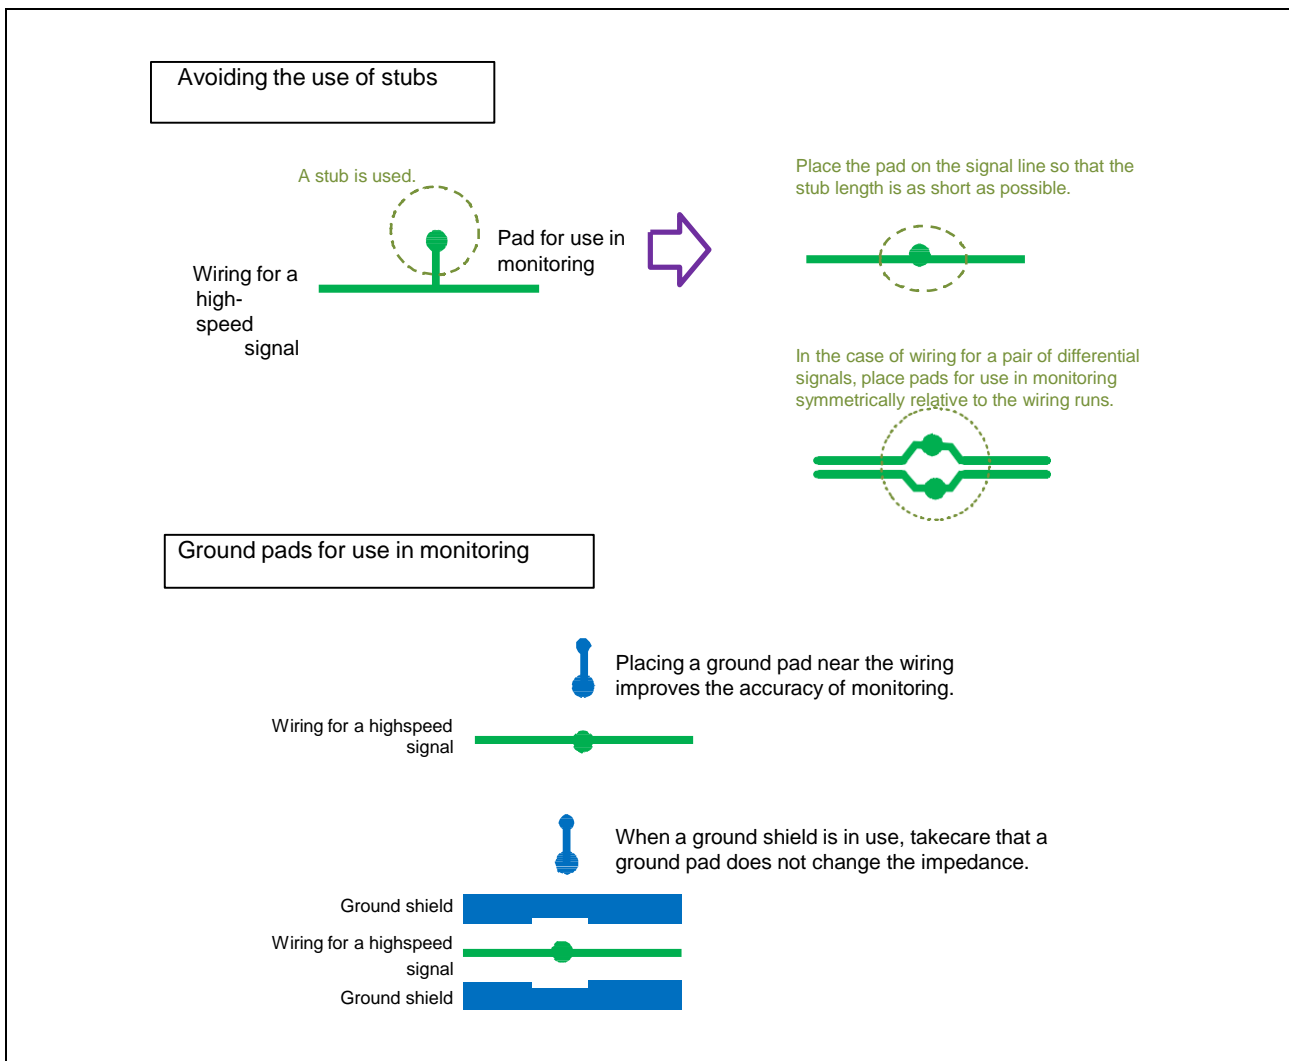 Avoiding the use of stubs
A stub is used.
Pad for use in
monitoring
Wiring for a
high-
speed
signal
Place the pad on the signal line so that the
stub length is as short as possible.
In the case of wiring for a pair of differential
signals, place pads for use in monitoring
symmetrically relative to the wiring runs.
Ground pads for use in monitoring
Placing a ground pad near the wiring
improves the accuracy of monitoring.
Wiring for a highspeed
signal
When a ground shield is in use, takecare that a
ground pad does not change the impedance.
Ground shield
Wiring for a highspeed
signal
Ground shield